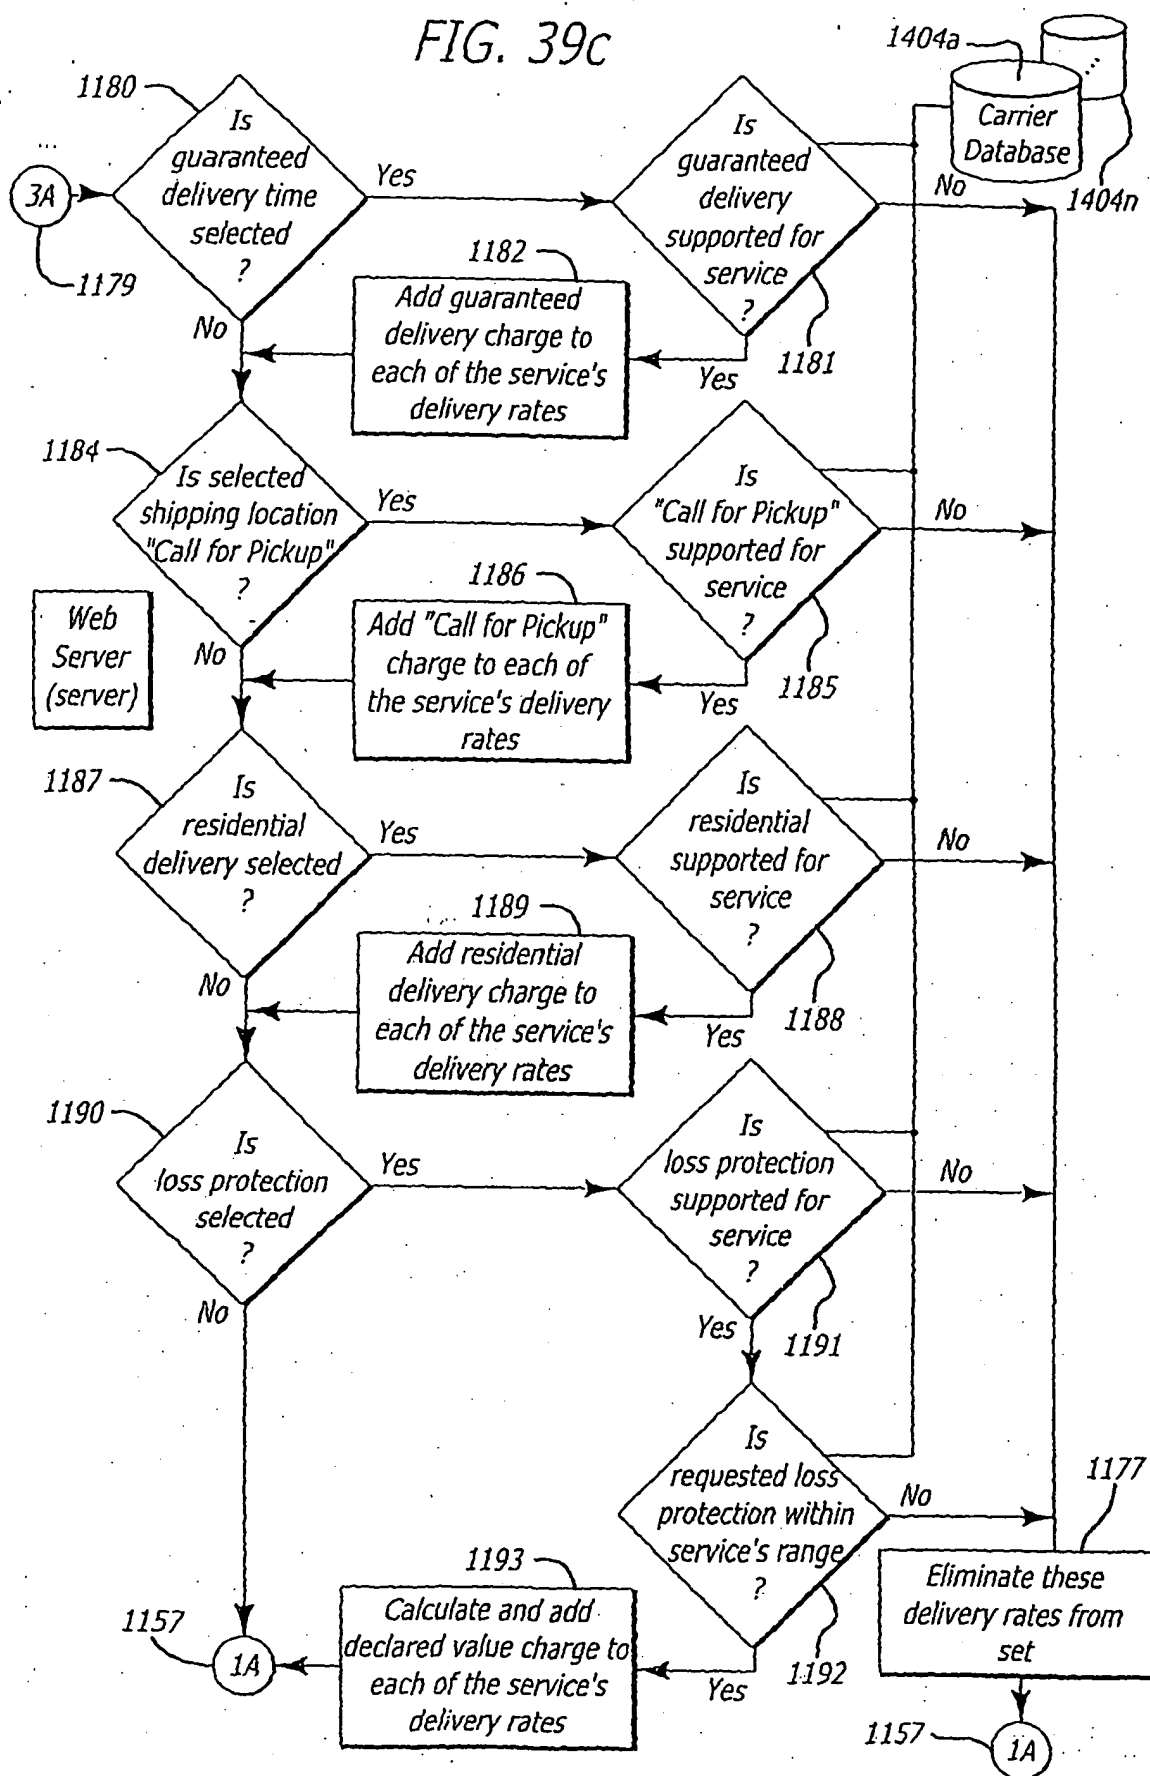 FIG. 39c
1404a
Carrier
Database
1404n
1180
Is
guaranteed
delivery time
selected
?
Yes
Is
guaranteed
delivery
supported for
service
?
No
...
3A
1179
No
1182
Add guaranteed
delivery charge to
each of the service's
delivery rates
Yes
1181
1184
Is selected
shipping location
"Call for Pickup"
?
Yes
Is
"Call for Pickup"
supported for
service
?
No
Web
Server
(server)
No
1186
Add "Call for Pickup"
charge to each of
the service's delivery
rates
Yes
1185
1187
Is
residential
delivery selected
?
Yes
Is
residential
supported for
service
?
No
No
1189
Add residential
delivery charge to
each of the service's
delivery rates
Yes
1188
1190
Is
loss protection
selected
?
Yes
Is
loss protection
supported for
service
?
No
No
Yes
1191
Is
requested loss
protection within
service's range
?
No
1177
Eliminate these
delivery rates from
set
1193
Calculate and add
declared value charge to
each of the service's
delivery rates
Yes
1192
1157
1A
1157
1A